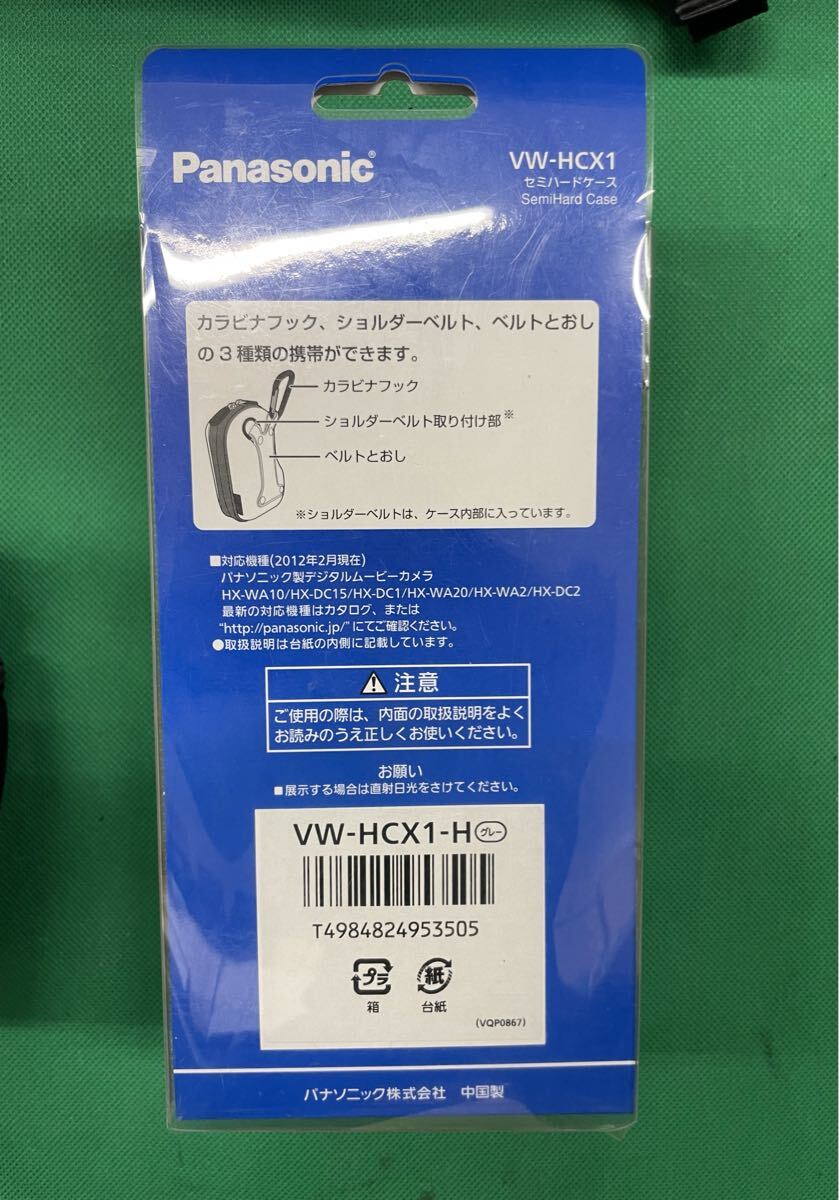 Panasonic®
VW-HCX1
セミハードケース
SemiHard Case
カラビナフック、ショルダーベルト、ベルトとおし
の3種類の携帯ができます。
カラビナフック
ショルダーベルト取り付け部※
ベルトとおし
※ショルダーベルトは、ケース内部に入っています。
■対応機種(2012年2月現在)
パナソニック製デジタルムービーカメラ
HX-WA10/HX-DC15/HX-DC1/HX-WA20/HX-WA2/HX-DC2
最新の対応機種はカタログ、または
“http://panasonic.jp/”にてご確認ください。
●取扱説明は台紙の内側に記載しています。
注意
ご使用の際は、内面の取扱説明をよく
お読みのうえ正しくお使いください。
お願い
■展示する場合は直射日光をさけてください。
VW-HCX1-H グレー
T4984824953505
プラ 紙
箱 台紙
(VQP0867)
パナソニック株式会社 中国製